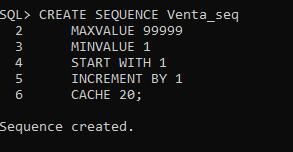 SQL> CREATE SEQUENCE Venta_seq
2 MAXVALUE 99999
3 MINVALUE 1
4 START WITH 1
5 INCREMENT BY 1
6 CACHE 20;
Sequence created.